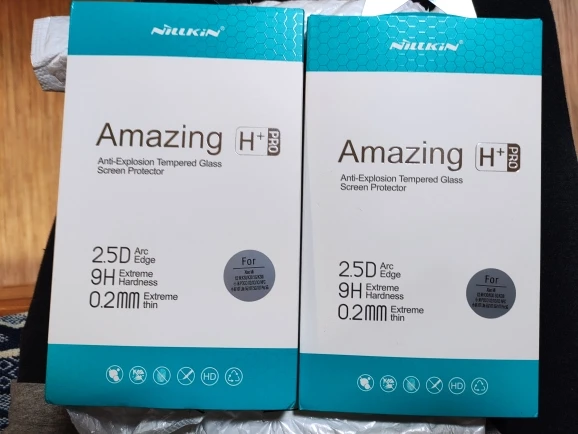 NILLKIN
Amazing H+ PRO
Anti-Explosion Tempered Glass
Screen Protector
2.5D Arc Edge
9H Extreme Hardness
0.2MM Extreme thin
For
HD
NILLKIN
Amazing H+ PRO
Anti-Explosion Tempered Glass
Screen Protector
2.5D Arc Edge
9H Extreme Hardness
0.2MM Extreme thin
For
HD